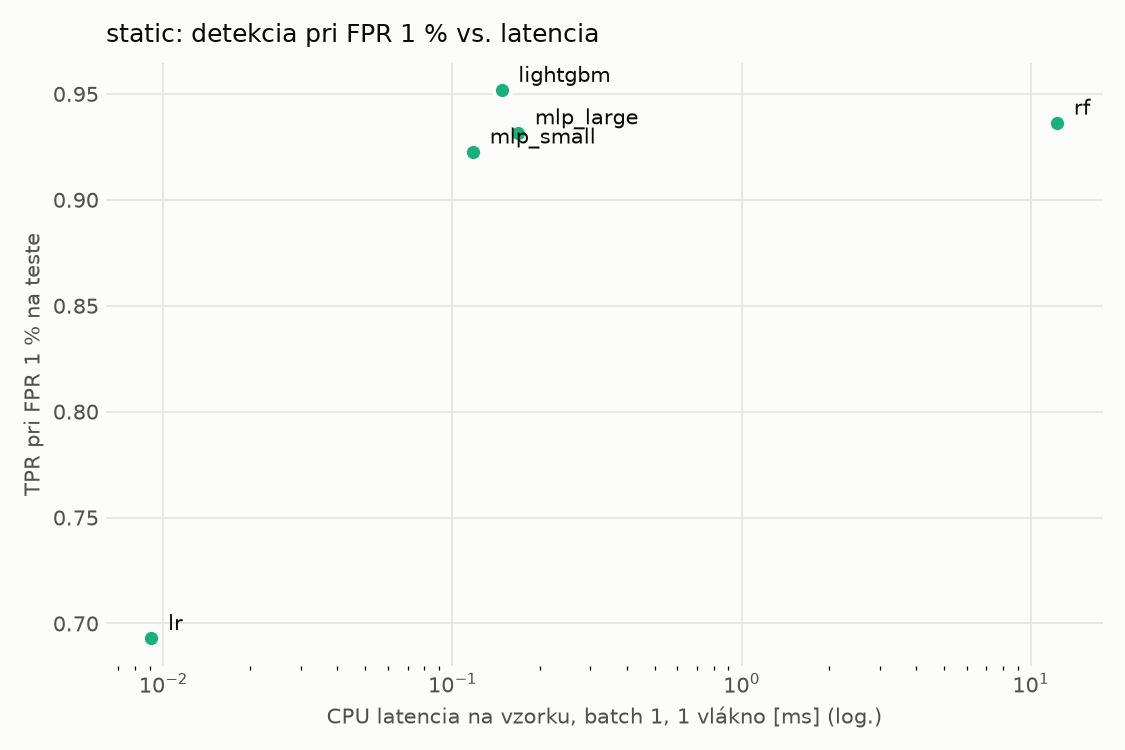 static: detekcia pri FPR 1 % vs. latencia
TPR pri FPR 1 % na teste
0.95
0.90
0.85
0.80
0.75
0.70
lightgbm
mlp_large
mlp_small
rf
lr
10⁻²
10⁻¹
10⁰
10¹
CPU latencia na vzorku, batch 1, 1 vlákno [ms] (log.)